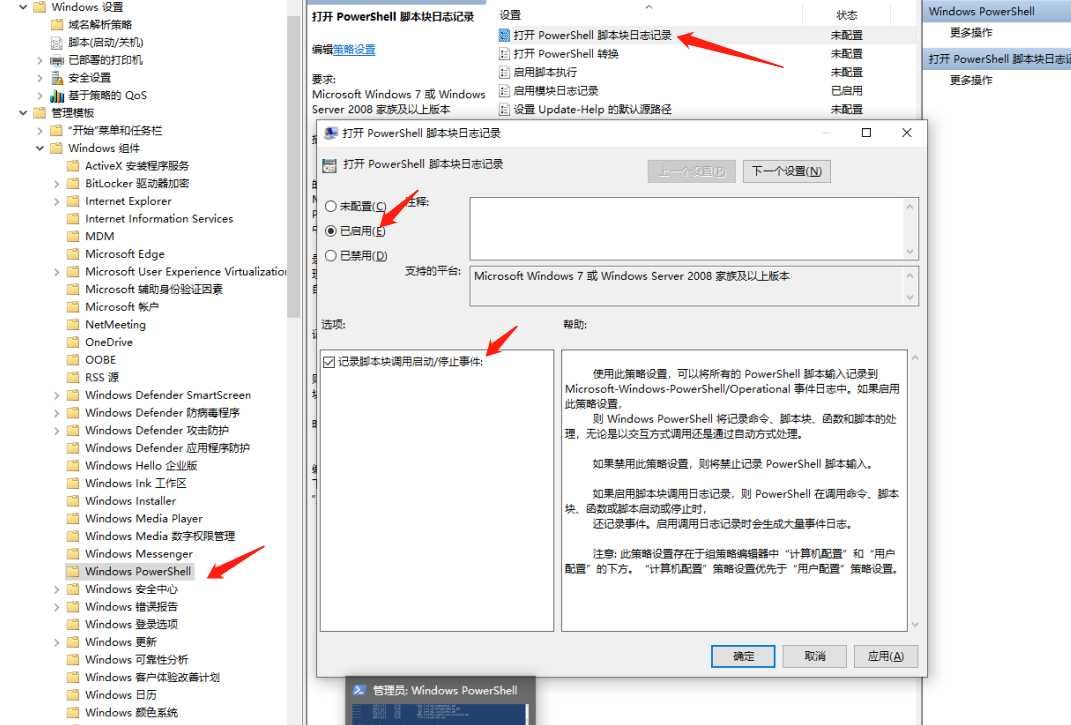 Windows 设置
域名解析策略
脚本(启动/关机)
已部署的打印机
安全设置
基于策略的 QoS
管理模板
"开始"菜单和任务栏
Windows 组件
ActiveX 安装程序服务
BitLocker 驱动器加密
Internet Explorer
Internet Information Services
MDM
Microsoft Edge
Microsoft User Experience Virtualization
Microsoft 辅助身份验证因素
Microsoft 帐户
NetMeeting
OneDrive
OOBE
RSS 源
Windows Defender SmartScreen
Windows Defender 防病毒程序
Windows Defender 攻击防护
Windows Defender 应用程序防护
Windows Hello 企业版
Windows Ink 工作区
Windows Installer
Windows Media Player
Windows Media 数字权限管理
Windows Messenger
Windows PowerShell
Windows 安全中心
Windows 错误报告
Windows 登录选项
Windows 更新
Windows 可靠性分析
Windows 客户体验改善计划
Windows 日历
Windows 颜色系统
打开 PowerShell 脚本块日志记录
编辑策略设置
要求:
Microsoft Windows 7 或 Windows
Server 2008 家族及以上版本
设置 状态
打开 PowerShell 脚本块日志记录 未配置
打开 PowerShell 转换 未配置
启用脚本执行 未配置
启用模块日志记录 已启用
设置 Update-Help 的默认源路径 未配置
Windows PowerShell
更多操作
打开 PowerShell 脚本块日志记
更多操作
打开 PowerShell 脚本块日志记录
打开 PowerShell 脚本块日志记录
上一个设置(P)
下一个设置(N)
未配置(C)
注释:
已启用(E)
已禁用(D)
支持的平台:
Microsoft Windows 7 或 Windows Server 2008 家族及以上版本
选项:
帮助:
记录脚本块调用启动/停止事件:
使用此策略设置，可以将所有的 PowerShell 脚本输入记录到
Microsoft-Windows-PowerShell/Operational 事件日志中。如果启用
此策略设置，
则 Windows PowerShell 将记录命令、脚本块、函数和脚本的处
理，无论是以交互方式调用还是通过自动方式处理。
如果禁用此策略设置，则将禁止记录 PowerShell 脚本输入。
如果启用脚本块调用日志记录，则 PowerShell 在调用命令、脚本
块、函数或脚本启动或停止时，
还记录事件。启用调用日志记录时会生成大量事件日志。
注意: 此策略设置存在于组策略编辑器中“计算机配置”和“用户
配置”的下方。“计算机配置”策略设置优先于“用户配置”策略设置。
确定
取消
应用(A)
管理员: Windows PowerShell